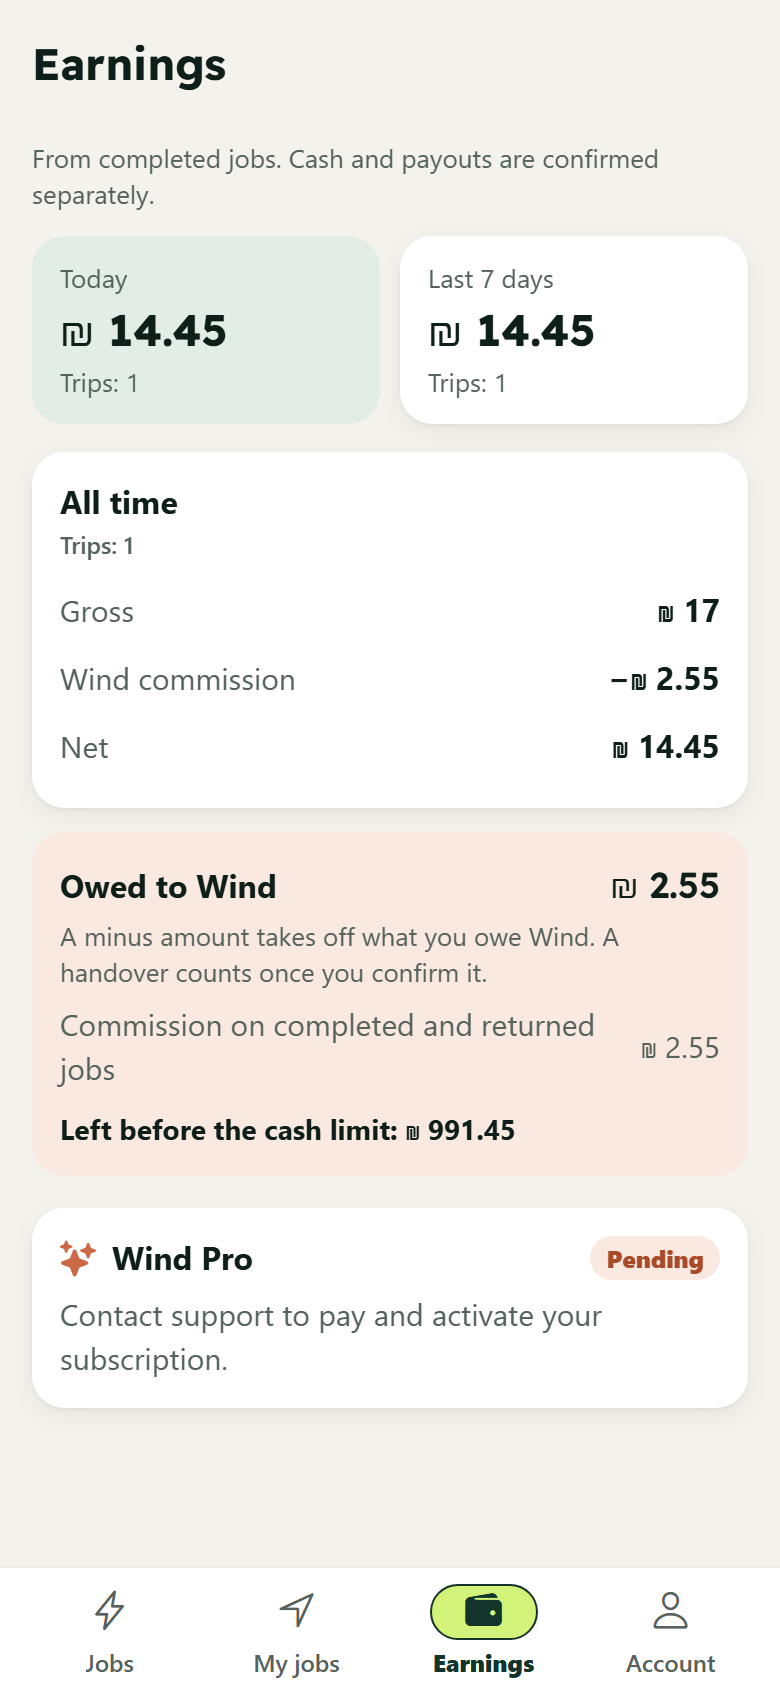 Earnings
From completed jobs. Cash and payouts are confirmed
separately.
Today
₪ 14.45
Trips: 1
Last 7 days
₪ 14.45
Trips: 1
All time
Trips: 1
Gross
₪ 17
Wind commission
−₪ 2.55
Net
₪ 14.45
Owed to Wind
₪ 2.55
A minus amount takes off what you owe Wind. A
handover counts once you confirm it.
Commission on completed and returned
jobs
₪ 2.55
Left before the cash limit: ₪ 991.45
Wind Pro
Pending
Contact support to pay and activate your
subscription.
Jobs
My jobs
Earnings
Account